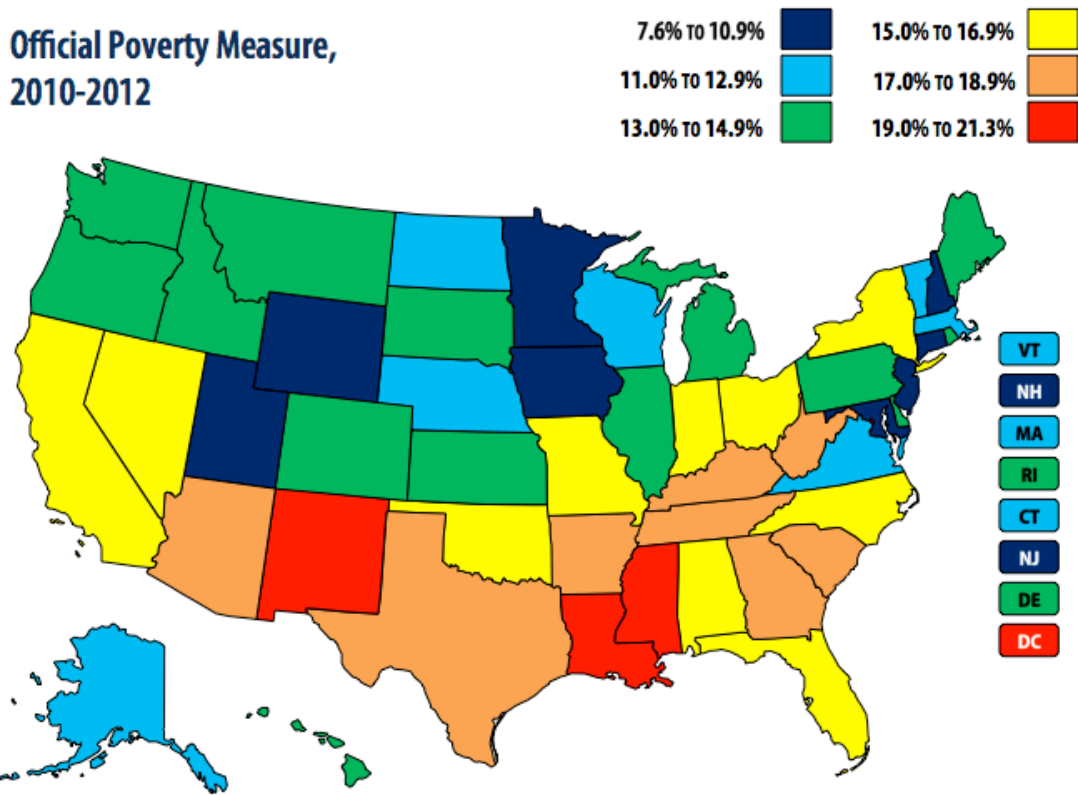 Official Poverty Measure,
2010-2012
7.6% TO 10.9%
11.0% TO 12.9%
13.0% TO 14.9%
15.0% TO 16.9%
17.0% TO 18.9%
19.0% TO 21.3%
VT
NH
MA
RI
CT
NJ
DE
DC